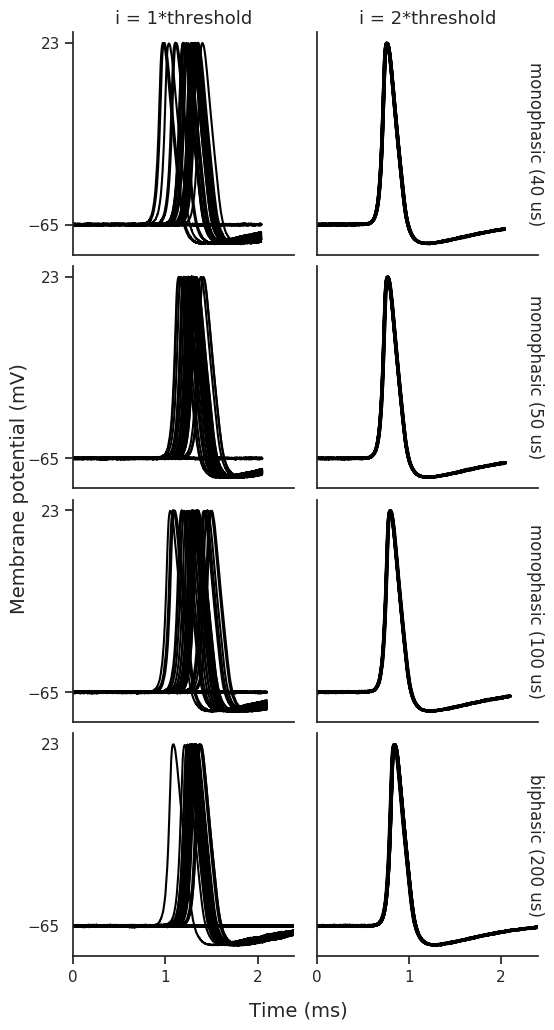 i = 1*threshold
i = 2*threshold
23
−65
monophasic (40 us)
23
−65
monophasic (50 us)
Membrane potential (mV)
23
−65
monophasic (100 us)
23
−65
biphasic (200 us)
0
1
2
0
1
2
Time (ms)